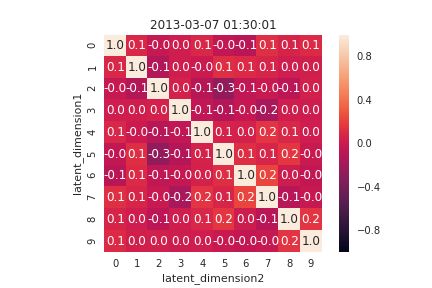 2013-03-07 01:30:01
latent_dimension1
0 1.0 0.1 -0.0 0.0 0.1 -0.0 -0.1 0.1 0.1 0.1
1 0.1 1.0 -0.1 0.0 -0.0 0.1 0.1 0.1 0.0 0.0
2 -0.0 -0.1 1.0 0.0 -0.1 -0.3 -0.1 -0.0 -0.1 0.0
3 0.0 0.0 0.0 1.0 -0.1 -0.1 -0.0 -0.2 0.0 0.0
4 0.1 -0.0 -0.1 -0.1 1.0 0.1 0.0 0.2 0.1 0.0
5 -0.0 0.1 -0.3 -0.1 0.1 1.0 0.1 0.1 0.2 -0.0
6 -0.1 0.1 -0.1 -0.0 0.0 0.1 1.0 0.2 0.0 -0.0
7 0.1 0.1 -0.0 -0.2 0.2 0.1 0.2 1.0 -0.1 -0.0
8 0.1 0.0 -0.1 0.0 0.1 0.2 0.0 -0.1 1.0 0.2
9 0.1 0.0 0.0 0.0 0.0 -0.0 -0.0 -0.0 0.2 1.0
0 1 2 3 4 5 6 7 8 9
latent_dimension2
0.8
0.4
0.0
−0.4
−0.8